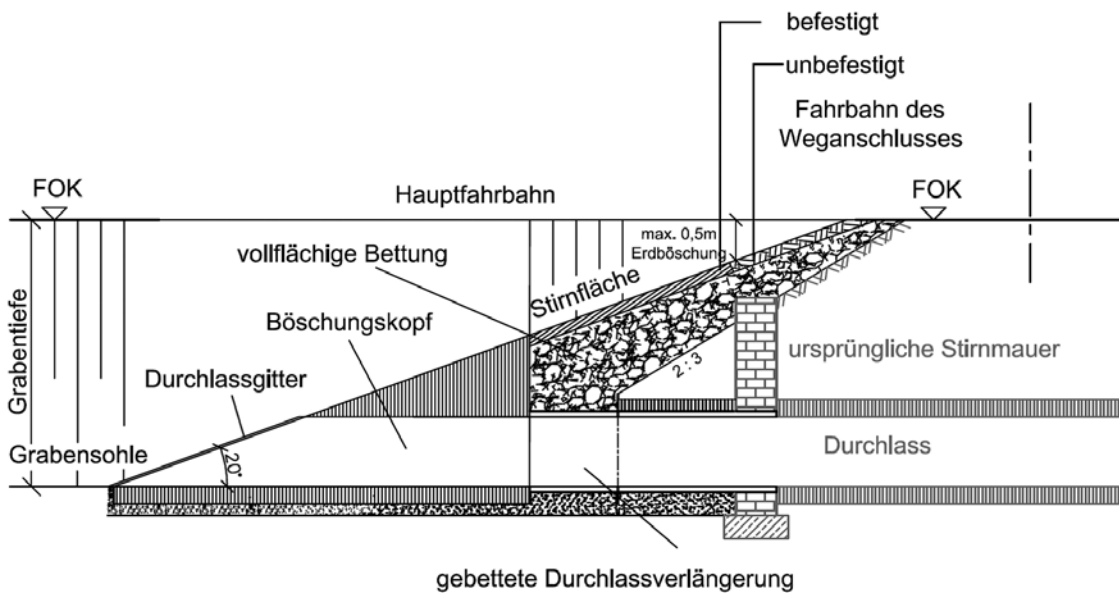 befestigt
unbefestigt
Fahrbahn des
Weganschlusses
FOK
Hauptfahrbahn
FOK
max. 0,5m
Erdböschung
vollflächige Bettung
Stirnfläche
Böschungskopf
Grabentiefe
2:3
ursprüngliche Stirnmauer
Durchlassgitter
Durchlass
Grabensohle
20°
gebettete Durchlassverlängerung